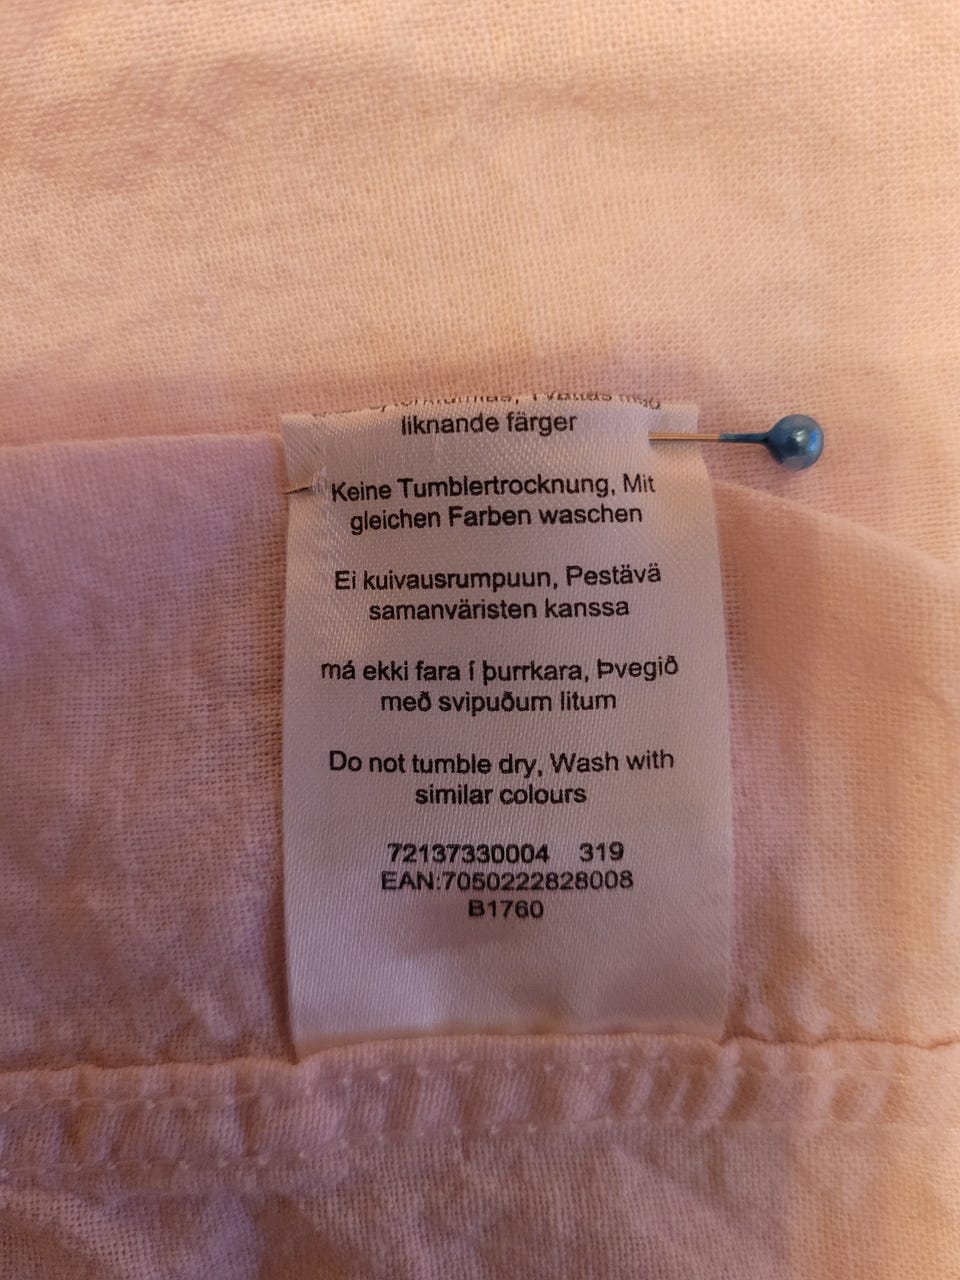 liknande färger
Keine Tumblertrocknung, Mit
gleichen Farben waschen
Ei kuivausrumpuun, Pestävä
samanväristen kanssa
má ekki fara í þurrkara, Þvegið
með svipuðum litum
Do not tumble dry, Wash with
similar colours
72137330004 319
EAN:7050222828008
B1760